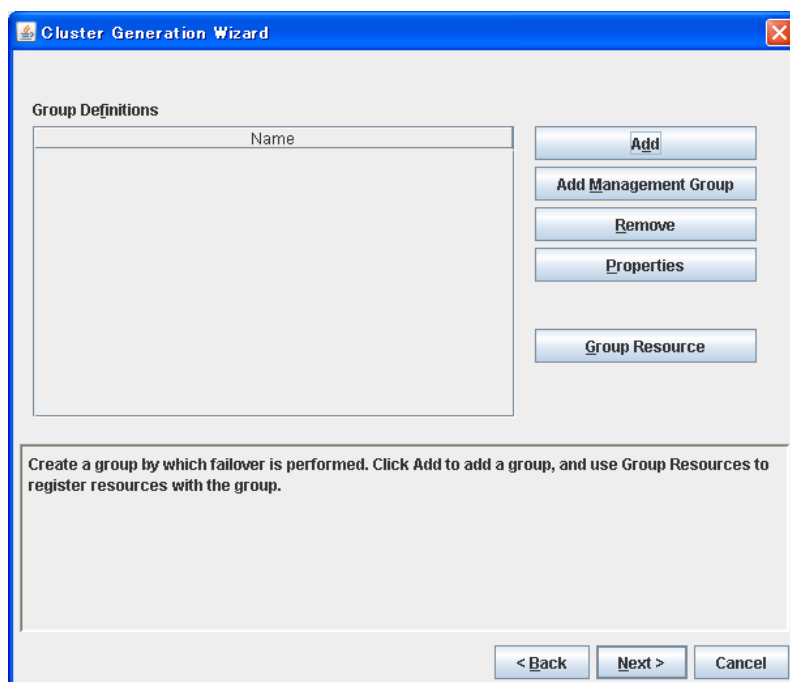 Cluster Generation Wizard
Group Definitions
Name
Add
Add Management Group
Remove
Properties
Group Resource
Create a group by which failover is performed. Click Add to add a group, and use Group Resources to
register resources with the group.
< Back
Next >
Cancel